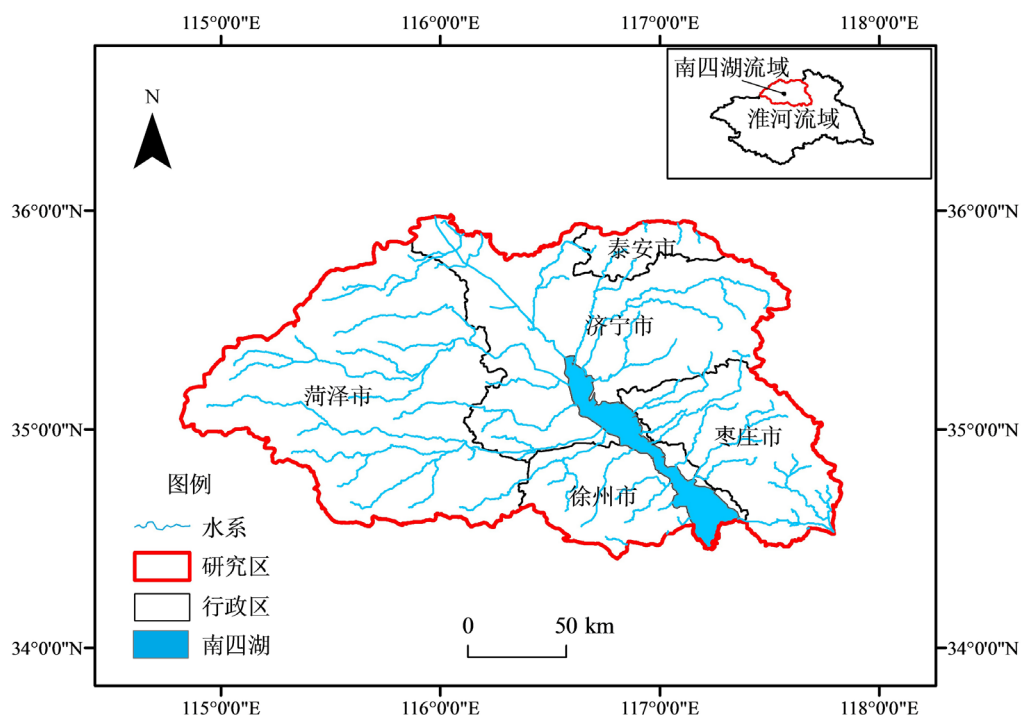 115°0'0"E 116°0'0"E 117°0'0"E 118°0'0"E
N
南四湖流域
淮河流域
36°0'0"N 36°0'0"N
泰安市
济宁市
菏泽市
35°0'0"N 35°0'0"N
枣庄市
徐州市
图例
水系
研究区
行政区
南四湖
0 50 km
34°0'0"N 34°0'0"N
115°0'0"E 116°0'0"E 117°0'0"E 118°0'0"E